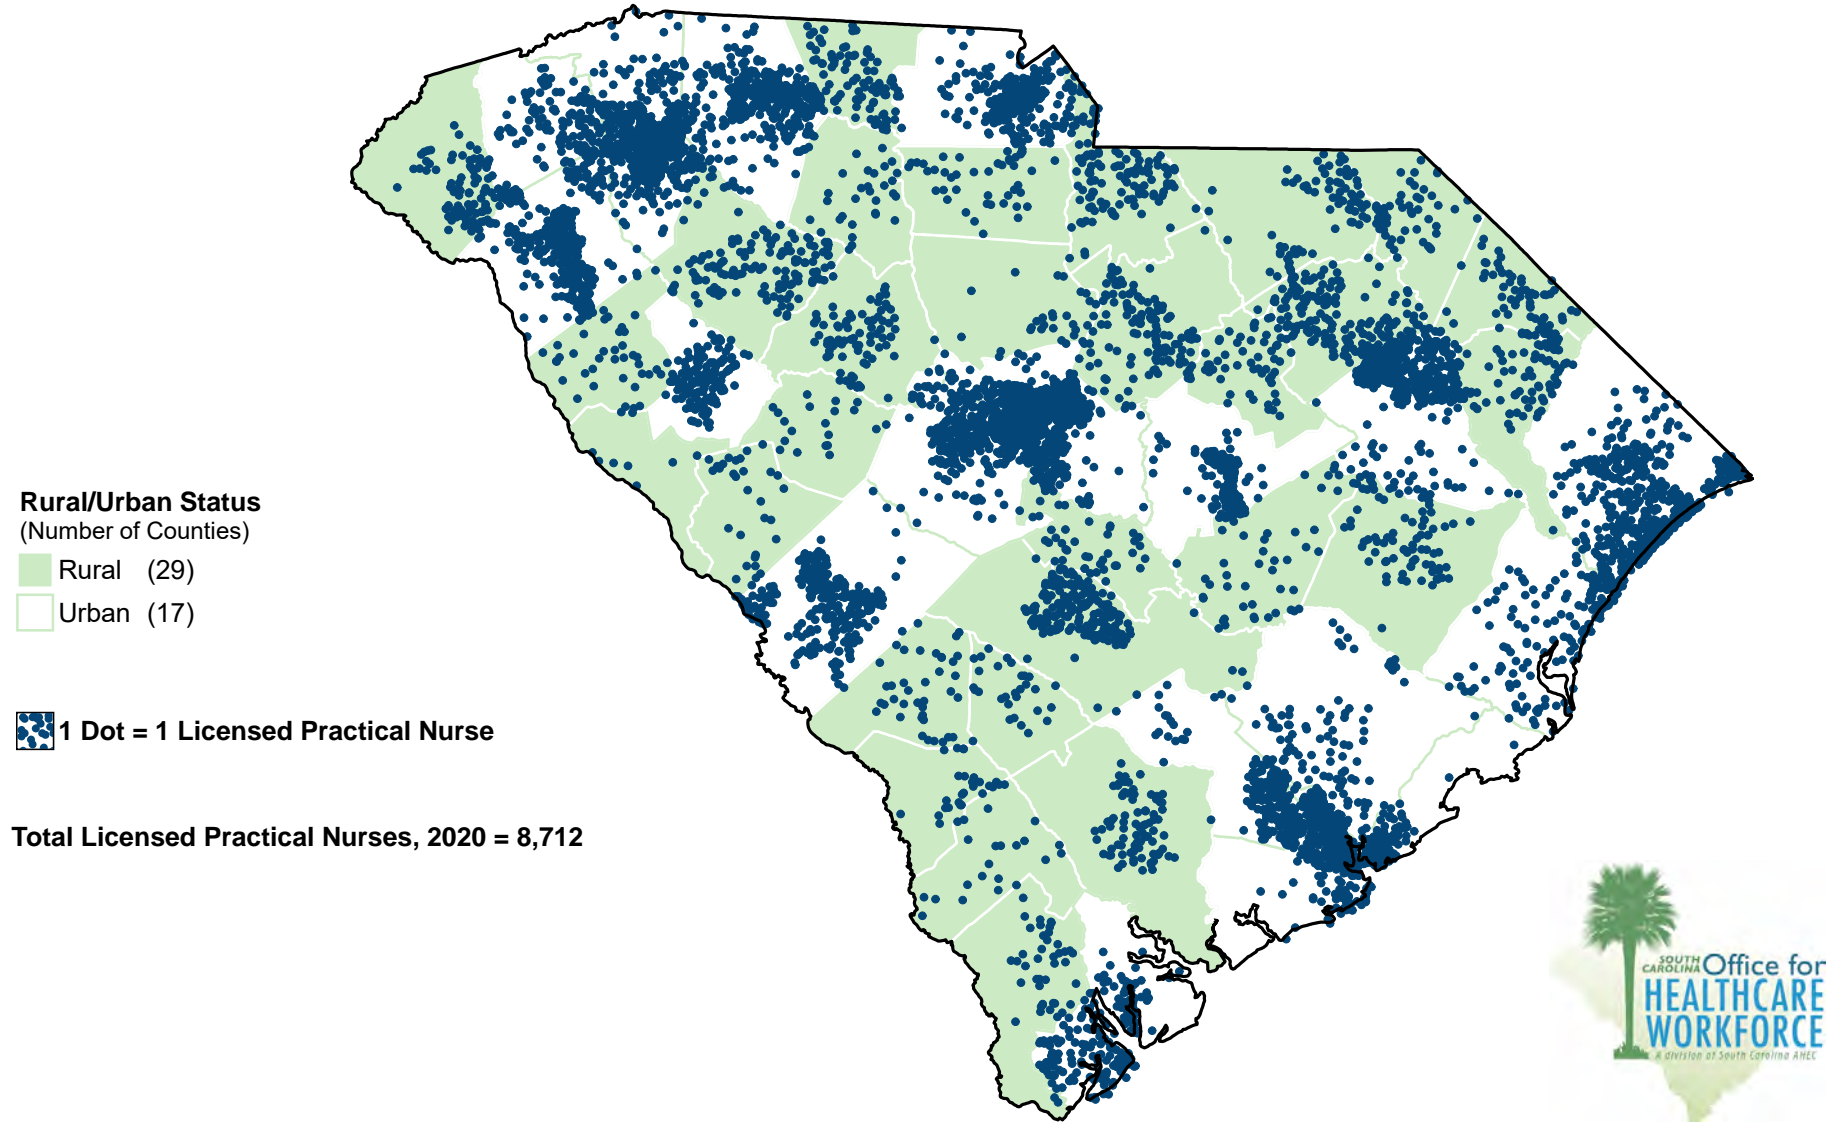 Rural/Urban Status
(Number of Counties)
Rural (29)
Urban (17)
1 Dot = 1 Licensed Practical Nurse
Total Licensed Practical Nurses, 2020 = 8,712
SOUTH
CAROLINA Office for
HEALTHCARE
WORKFORCE
A division of South Carolina AHEC